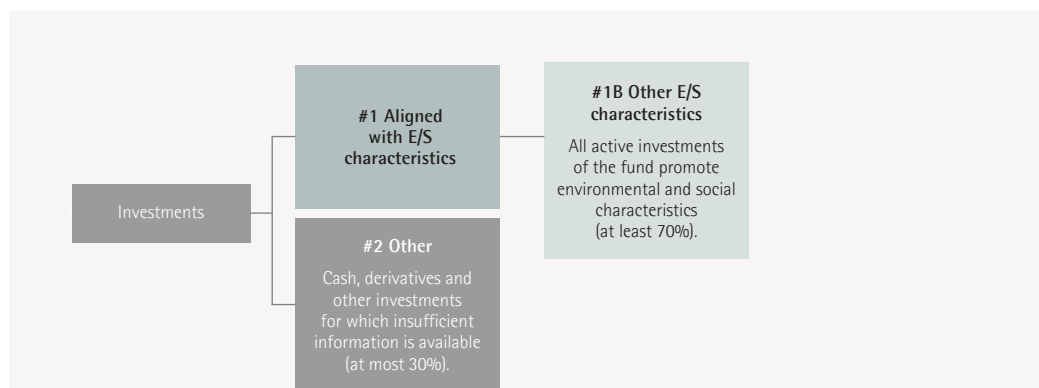 #1 Aligned
with E/S
characteristics
#1B Other E/S
characteristics
All active investments
of the fund promote
environmental and social
characteristics
(at least 70%).
Investments
#2 Other
Cash, derivatives and
other investments
for which insufficient
information is available
(at most 30%).